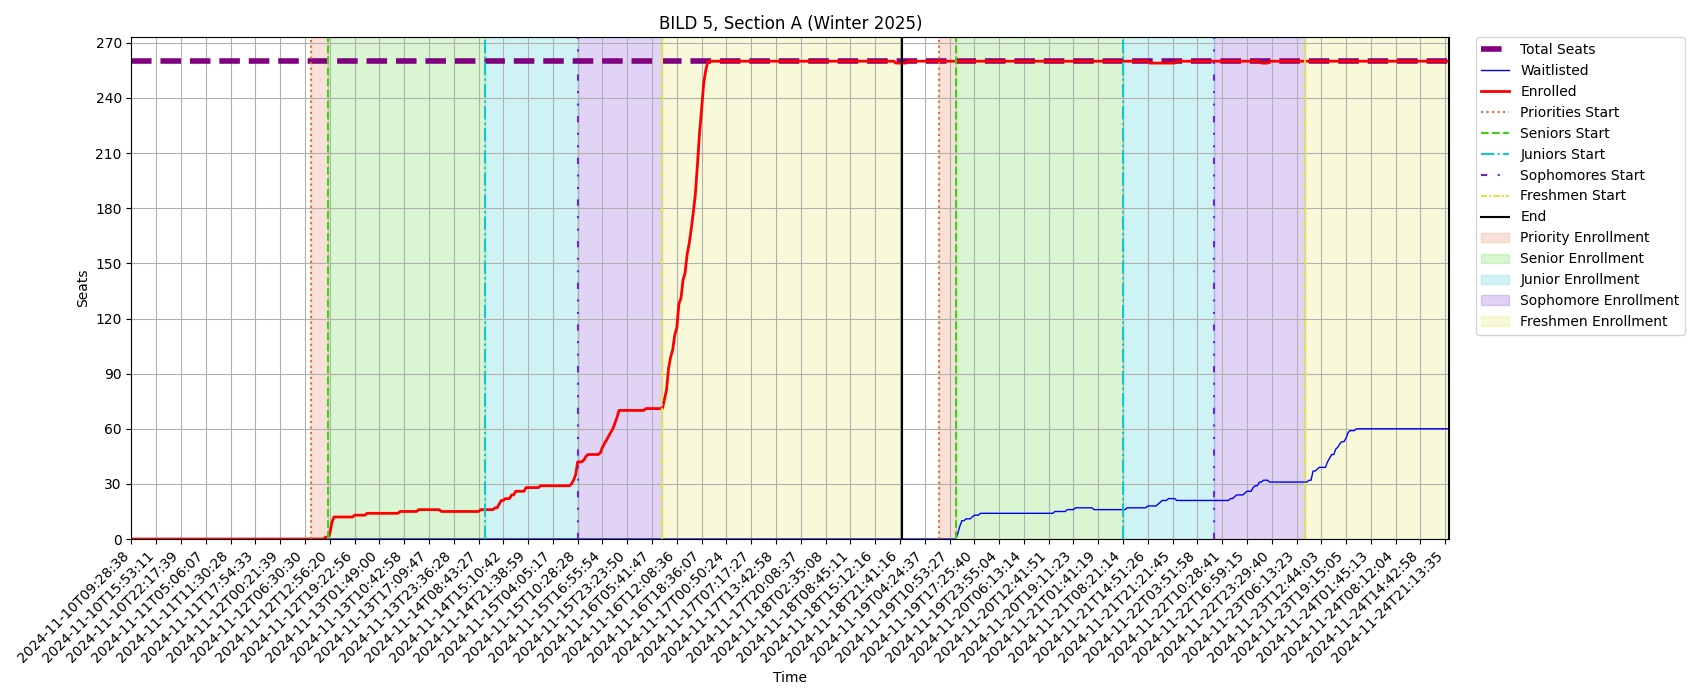 BILD 5, Section A (Winter 2025)
270
240
210
180
150
120
90
60
30
0
Seats
2024-11-10T09:28:38
2024-11-10T15:53:11
2024-11-10T22:17:39
2024-11-11T05:06:07
2024-11-11T11:30:28
2024-11-11T17:54:33
2024-11-12T00:21:39
2024-11-12T06:30:30
2024-11-12T12:56:20
2024-11-12T19:22:56
2024-11-13T01:49:00
2024-11-13T10:42:58
2024-11-13T17:09:47
2024-11-13T23:36:28
2024-11-14T08:43:27
2024-11-14T15:10:42
2024-11-14T21:38:59
2024-11-15T04:05:17
2024-11-15T10:28:28
2024-11-15T16:55:54
2024-11-15T23:23:50
2024-11-16T05:41:47
2024-11-16T12:08:36
2024-11-16T18:36:07
2024-11-17T00:50:24
2024-11-17T07:17:27
2024-11-17T13:42:58
2024-11-17T20:08:37
2024-11-18T02:35:08
2024-11-18T08:45:11
2024-11-18T15:12:16
2024-11-18T21:41:16
2024-11-19T04:24:37
2024-11-19T10:53:27
2024-11-19T17:25:40
2024-11-19T23:55:04
2024-11-20T06:13:14
2024-11-20T12:41:51
2024-11-20T19:11:23
2024-11-21T01:41:19
2024-11-21T08:21:14
2024-11-21T14:51:26
2024-11-21T21:21:45
2024-11-22T03:51:58
2024-11-22T10:28:41
2024-11-22T16:59:15
2024-11-22T23:29:40
2024-11-23T06:13:23
2024-11-23T12:44:03
2024-11-23T19:15:05
2024-11-24T01:45:13
2024-11-24T08:12:04
2024-11-24T14:42:58
2024-11-24T21:13:35
Time
Total Seats
Waitlisted
Enrolled
Priorities Start
Seniors Start
Juniors Start
Sophomores Start
Freshmen Start
End
Priority Enrollment
Senior Enrollment
Junior Enrollment
Sophomore Enrollment
Freshmen Enrollment